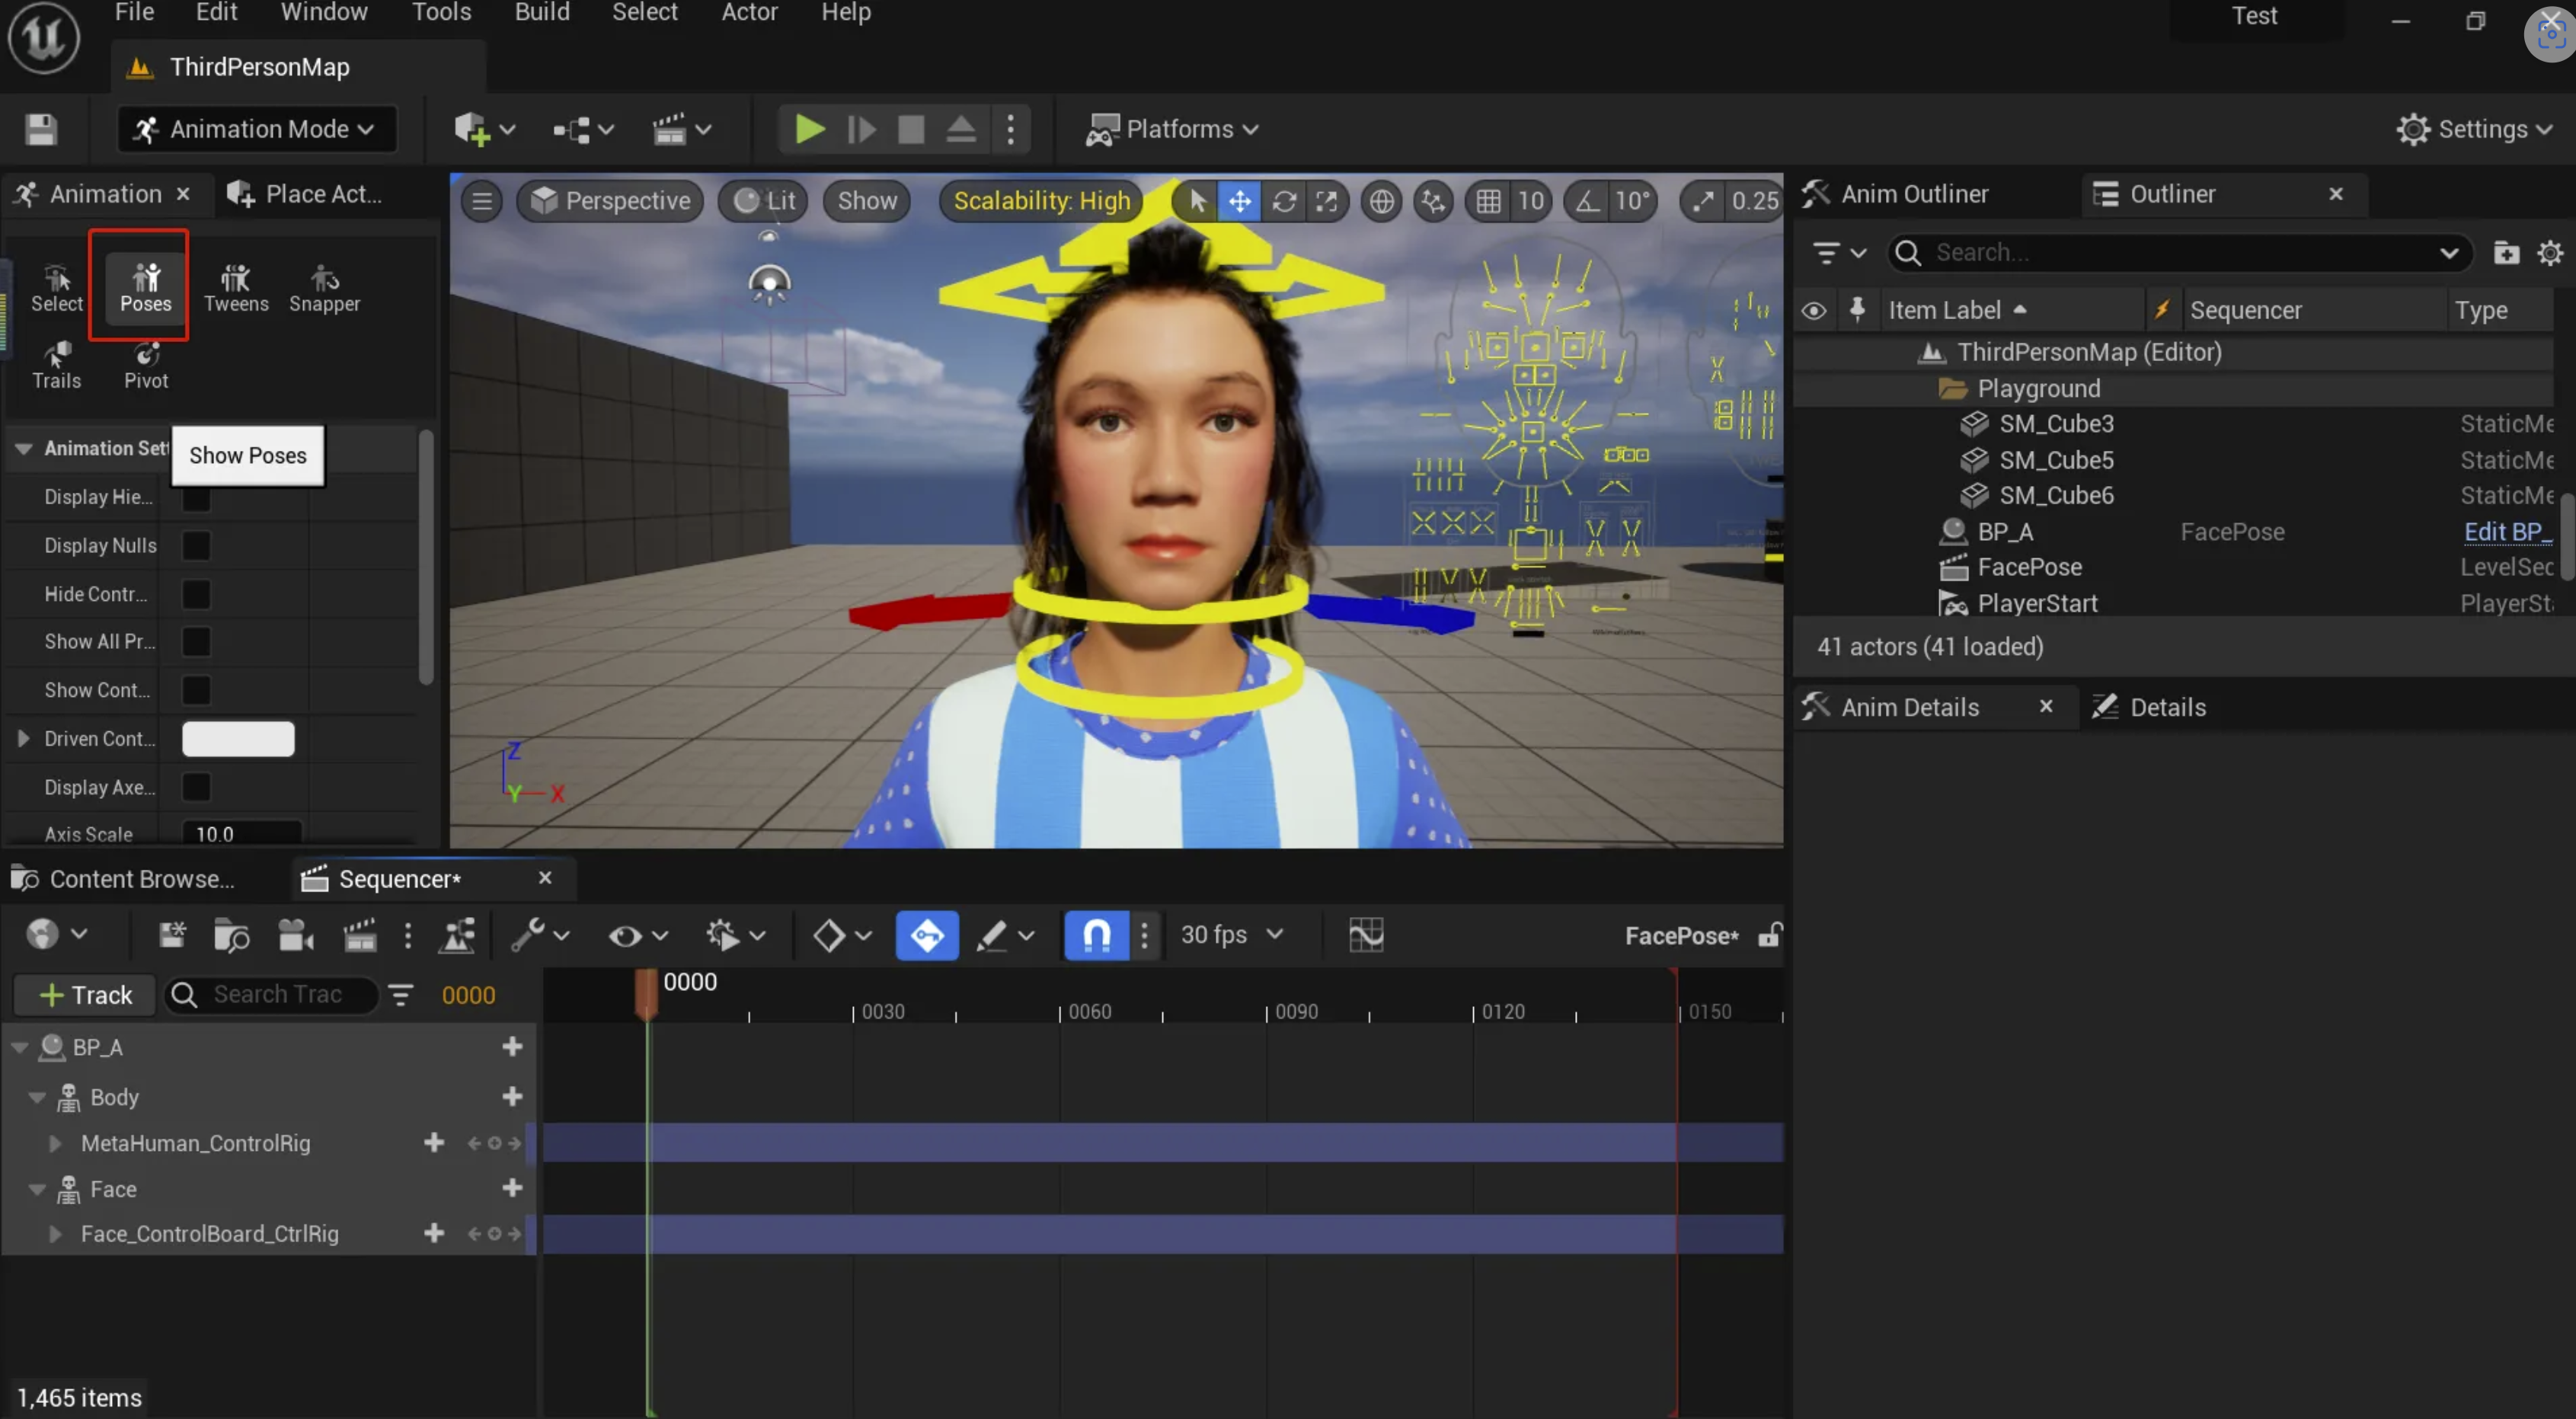 File Edit Window Tools Build Select Actor Help
Test
ThirdPersonMap
Animation Mode
Platforms
Settings
Animation
Place Act...
Perspective
Lit
Show
Scalability: High
10
10°
0.25
Anim Outliner
Outliner
Select
Poses
Tweens
Snapper
Trails
Pivot
Search...
Item Label
Sequencer
Type
ThirdPersonMap (Editor)
Playground
SM_Cube3 StaticMe
SM_Cube5 StaticMe
SM_Cube6 StaticMe
BP_A FacePose Edit BP_
FacePose LevelSec
PlayerStart PlayerSt
41 actors (41 loaded)
Animation Set
Show Poses
Display Hie...
Display Nulls
Hide Contr...
Show All Pr...
Show Cont...
Driven Cont...
Display Axe...
Axis Scale 10.0
Z
Y X
Anim Details
Details
Content Browse...
Sequencer*
30 fps
FacePose*
Track
Search Trac
0000
0000
0030 0060 0090 0120 0150
BP_A
Body
MetaHuman_ControlRig
Face
Face_ControlBoard_CtrlRig
1,465 items